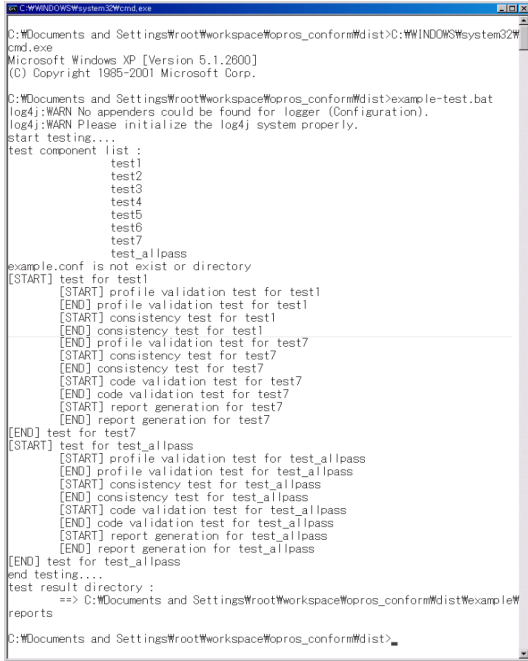 C:\WINDOWS\system32\cmd.exe
C:₩Documents and Settings₩root₩workspace₩opros_conform₩dist>C:₩WINDOWS₩system32₩
cmd.exe
Microsoft Windows XP [Version 5.1.2600]
(C) Copyright 1985-2001 Microsoft Corp.
C:₩Documents and Settings₩root₩workspace₩opros_conform₩dist>example-test.bat
log4j:WARN No appenders could be found for logger (Configuration).
log4j:WARN Please initialize the log4j system properly.
start testing....
test component list :
test1
test2
test3
test4
test5
test6
test7
test_allpass
example.conf is not exist or directory
[START] test for test1
[START] profile validation test for test1
[END] profile validation test for test1
[START] consistency test for test1
[END] consistency test for test1
[END] profile validation test for test7
[START] consistency test for test7
[END] consistency test for test7
[START] code validation test for test7
[END] code validation test for test7
[START] report generation for test7
[END] report generation for test7
[END] test for test7
[START] test for test_allpass
[START] profile validation test for test_allpass
[END] profile validation test for test_allpass
[START] consistency test for test_allpass
[END] consistency test for test_allpass
[START] code validation test for test_allpass
[END] code validation test for test_allpass
[START] report generation for test_allpass
[END] report generation for test_allpass
[END] test for test_allpass
end testing....
test result directory :
==> C:₩Documents and Settings₩root₩workspace₩opros_conform₩dist₩example₩
reports
C:₩Documents and Settings₩root₩workspace₩opros_conform₩dist>